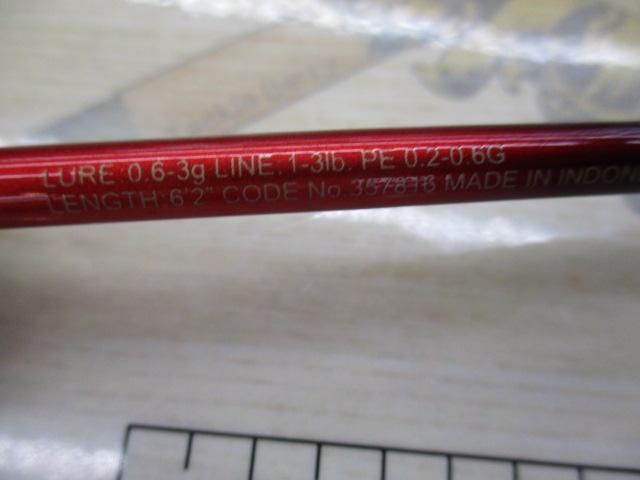 LURE 0.6-3g LINE. 1-3lb. PE 0.2-0.6G
LENGTH 6'2" CODE No. 357816 MADE IN INDON